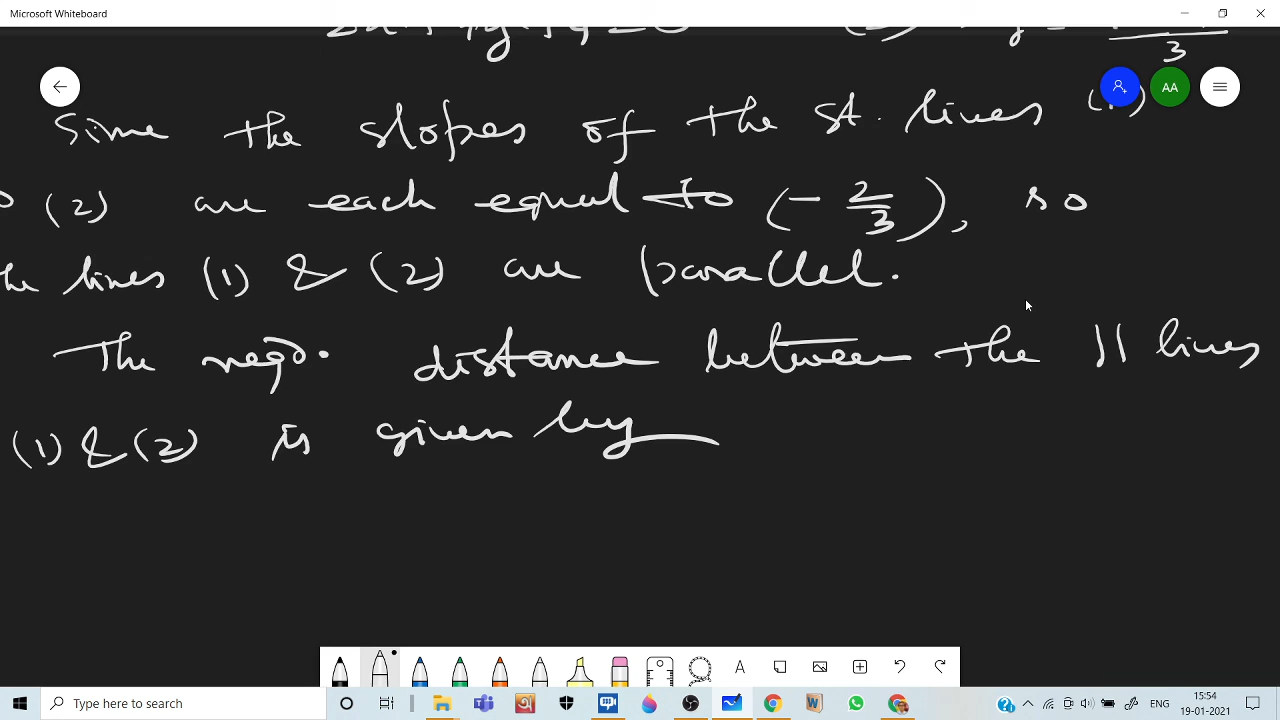 Microsoft Whiteboard
3
AA
Since the slopes of the st. lines
(2) are each equal to (- 2/3), so
the lines (1) & (2) are parallel.
The reqd. distance between the || lines
(1) & (2) is given by
A
Type here to search
ENG
15:54
19-01-2021